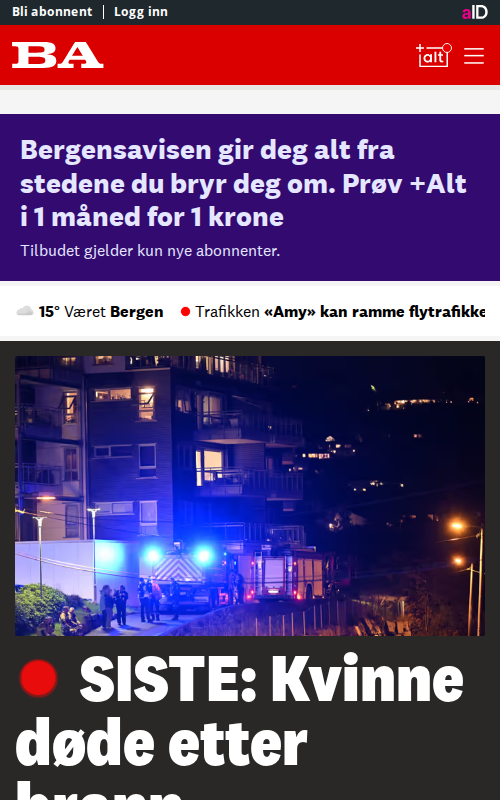 Bli abonnent | Logg inn
aID
BA
+alt
Bergensavisen gir deg alt fra
stedene du bryr deg om. Prøv +Alt
i 1 måned for 1 krone
Tilbudet gjelder kun nye abonnenter.
15° Været Bergen
Trafikken «Amy» kan ramme flytrafikke
SISTE: Kvinne
døde etter
brann